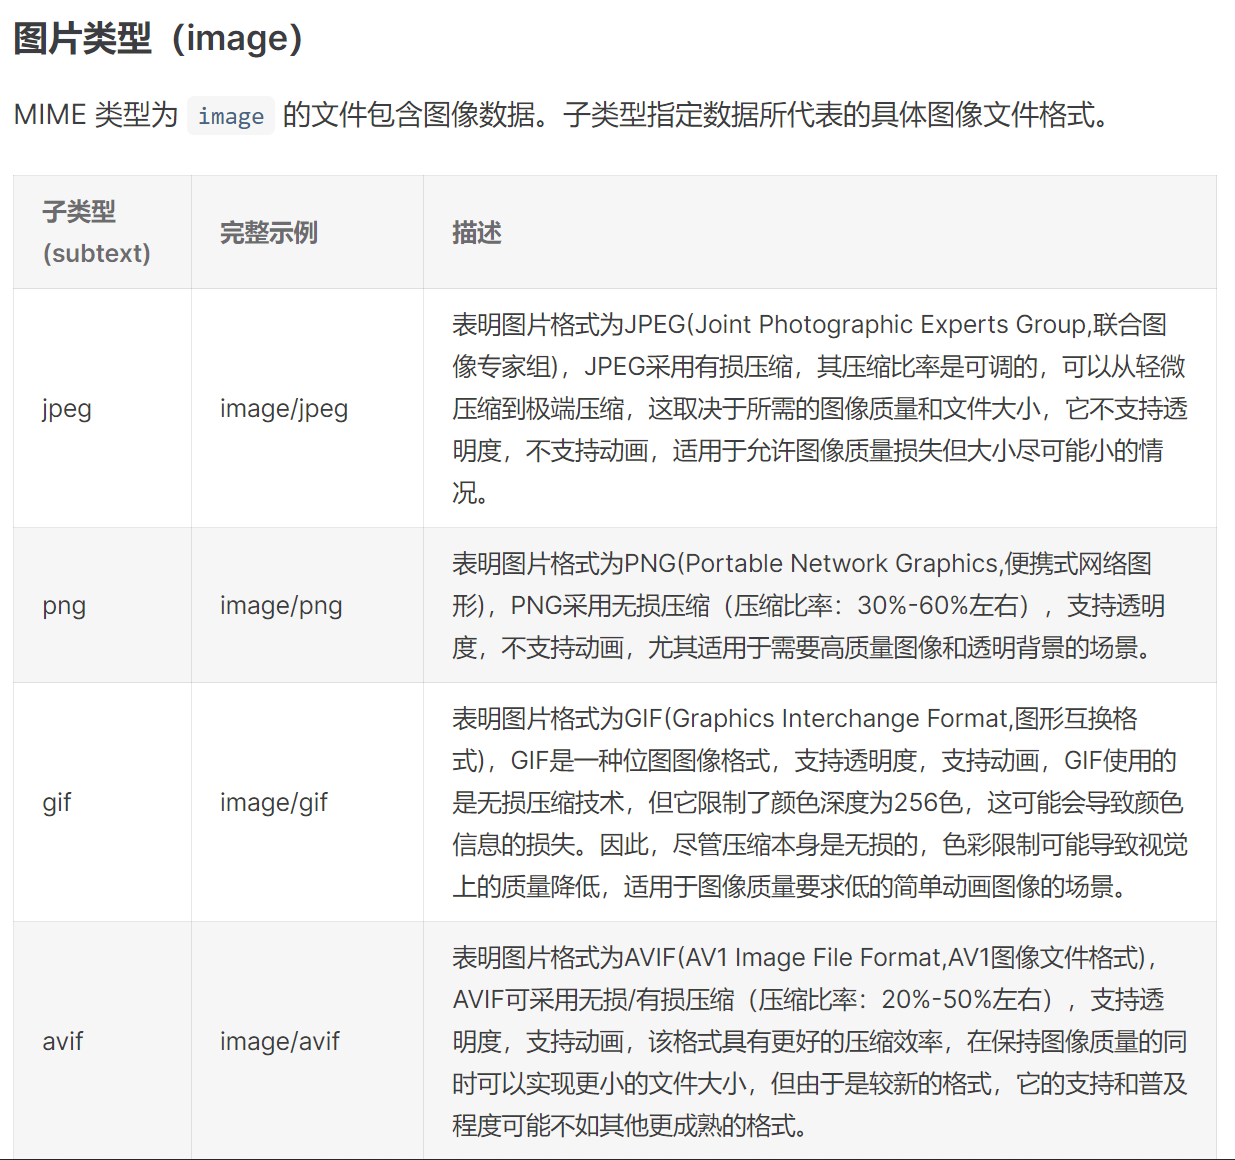 图片类型（image）
MIME 类型为 image 的文件包含图像数据。子类型指定数据所代表的具体图像文件格式。
子类型
(subtext)
完整示例
描述
jpeg
image/jpeg
表明图片格式为JPEG(Joint Photographic Experts Group,联合图
像专家组)，JPEG采用有损压缩，其压缩比率是可调的，可以从轻微
压缩到极端压缩，这取决于所需的图像质量和文件大小，它不支持透
明度，不支持动画，适用于允许图像质量损失但大小尽可能小的情
况。
png
image/png
表明图片格式为PNG(Portable Network Graphics,便携式网络图
形)，PNG采用无损压缩（压缩比率：30%-60%左右），支持透明
度，不支持动画，尤其适用于需要高质量图像和透明背景的场景。
gif
image/gif
表明图片格式为GIF(Graphics Interchange Format,图形互换格
式)，GIF是一种位图图像格式，支持透明度，支持动画，GIF使用的
是无损压缩技术，但它限制了颜色深度为256色，这可能会导致颜色
信息的损失。因此，尽管压缩本身是无损的，色彩限制可能导致视觉
上的质量降低，适用于图像质量要求低的简单动画图像的场景。
avif
image/avif
表明图片格式为AVIF(AV1 Image File Format,AV1图像文件格式)，
AVIF可采用无损/有损压缩（压缩比率：20%-50%左右），支持透
明度，支持动画，该格式具有更好的压缩效率，在保持图像质量的同
时可以实现更小的文件大小，但由于是较新的格式，它的支持和普及
程度可能不如其他更成熟的格式。